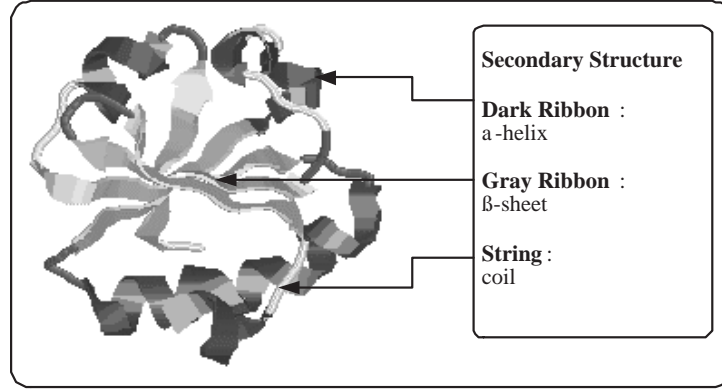 Secondary Structure
Dark Ribbon :
a-helix
Gray Ribbon :
ß-sheet
String :
coil